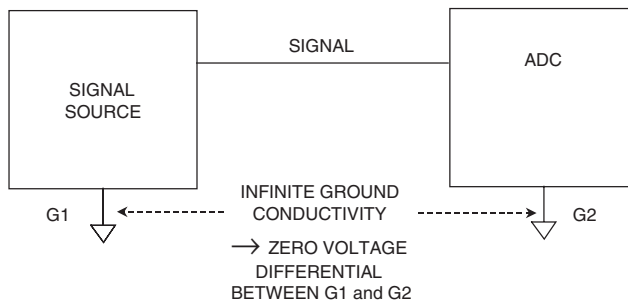 SIGNAL
SOURCE
SIGNAL
ADC
G1
INFINITE GROUND
CONDUCTIVITY
G2
→ ZERO VOLTAGE
DIFFERENTIAL
BETWEEN G1 and G2